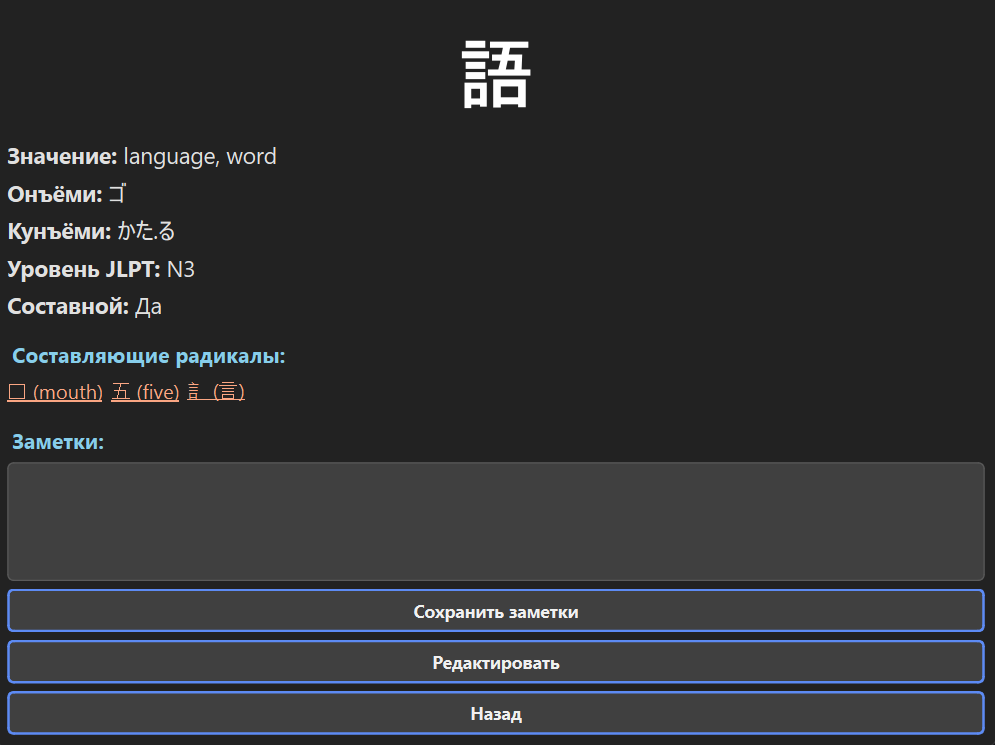 語
Значение: language, word
Онъёми: ゴ
Кунъёми: かた.る
Уровень JLPT: N3
Составной: Да
Составляющие радикалы:
口 (mouth) 五 (five) 訁 (言)
Заметки:
Сохранить заметки
Редактировать
Назад